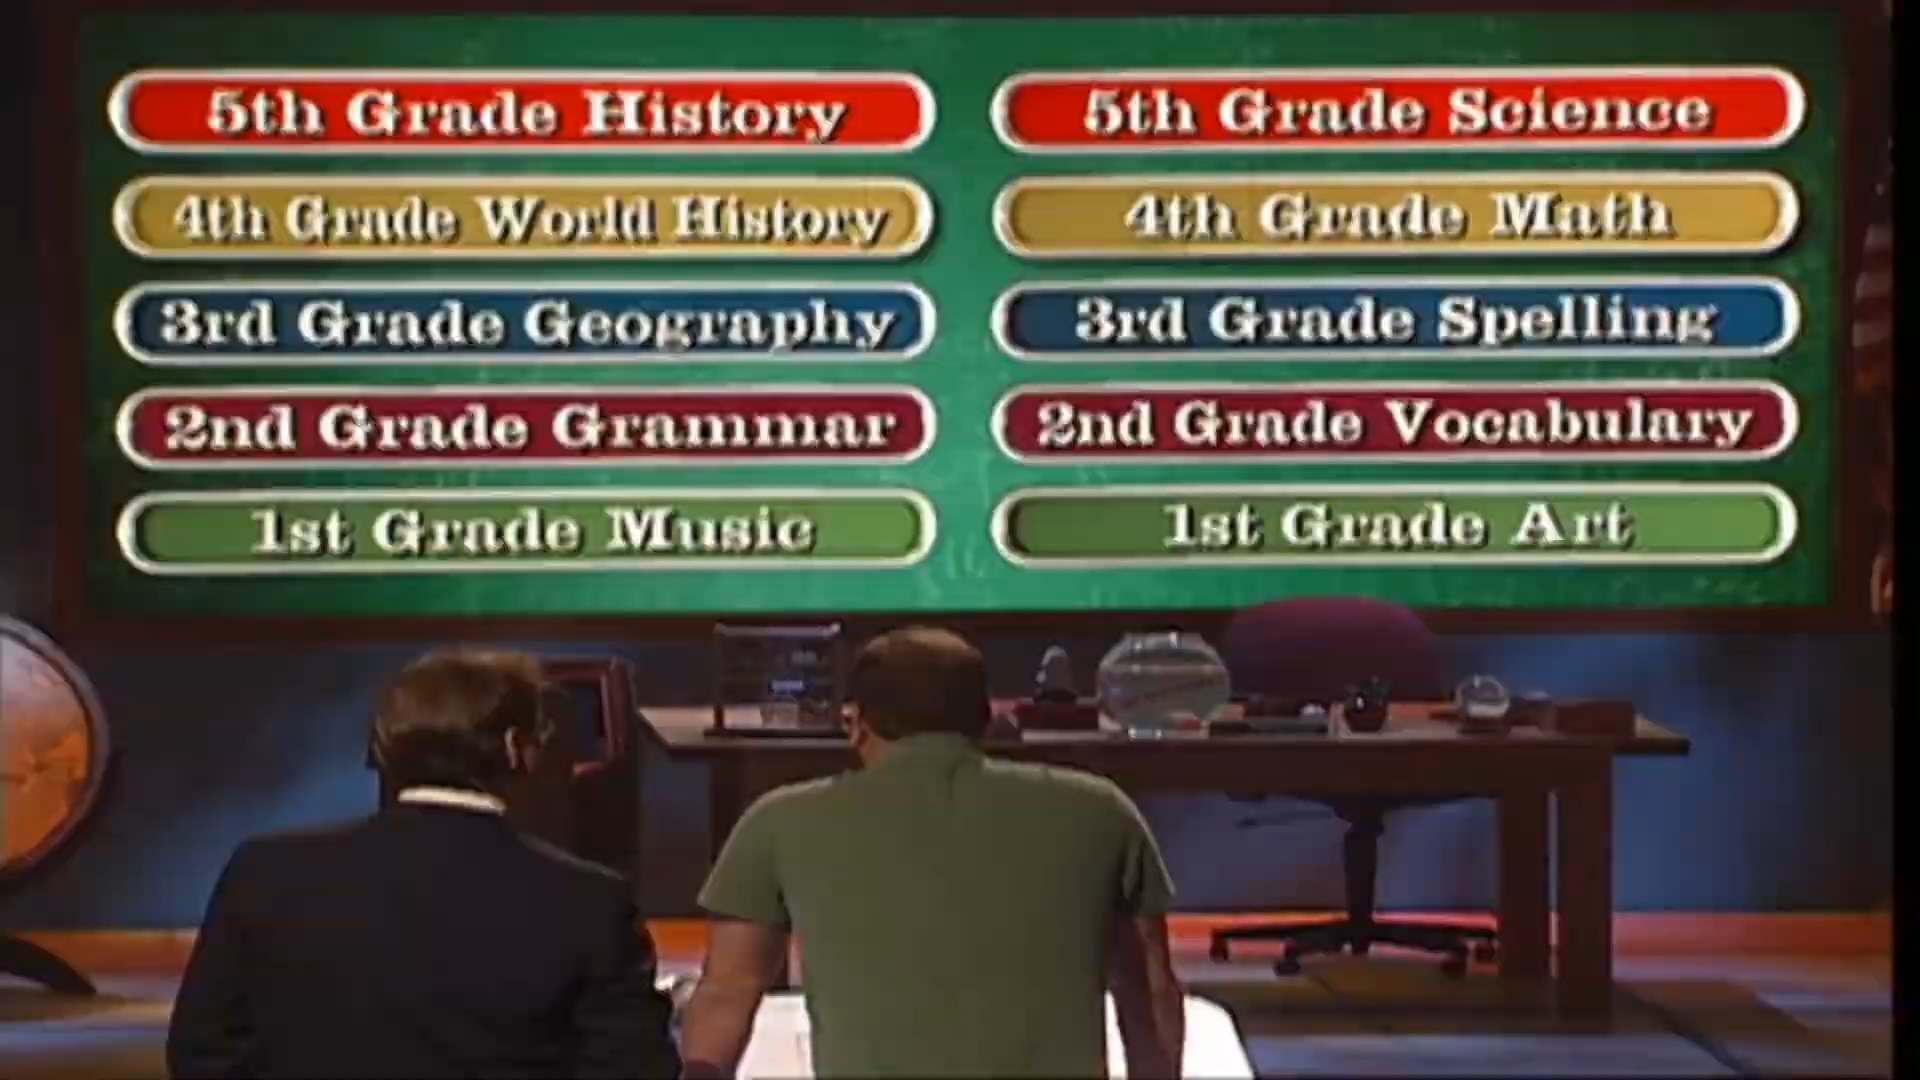 5th Grade History
5th Grade Science
4th Grade World History
4th Grade Math
3rd Grade Geography
3rd Grade Spelling
2nd Grade Grammar
2nd Grade Vocabulary
1st Grade Music
1st Grade Art